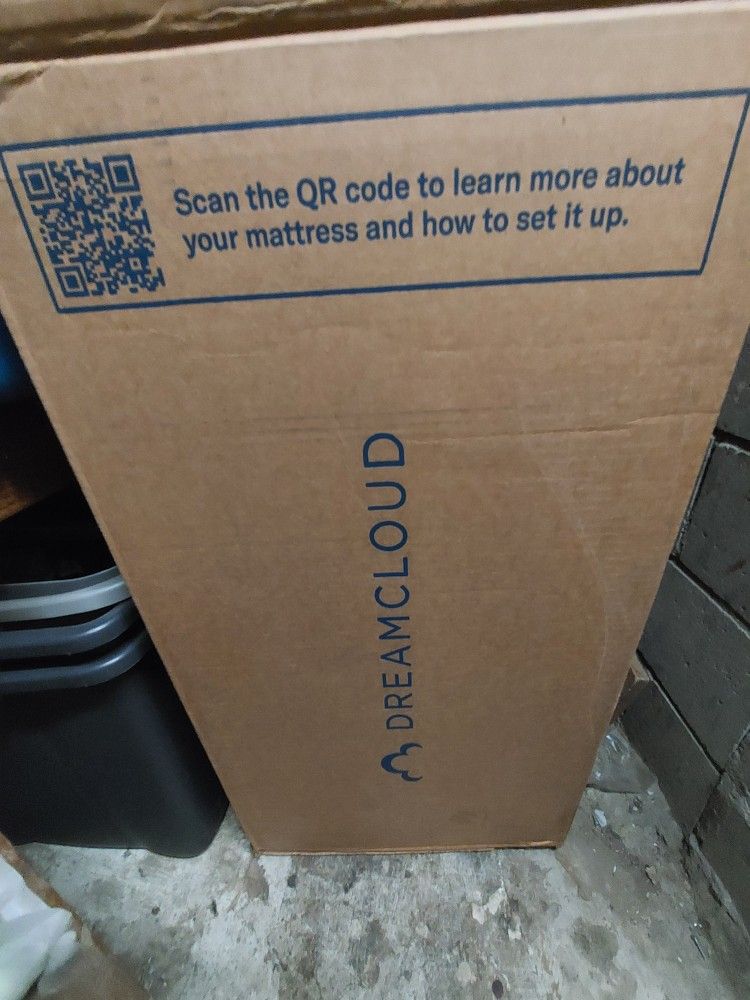 Scan the QR code to learn more about
your mattress and how to set it up.
DREAMCLOUD